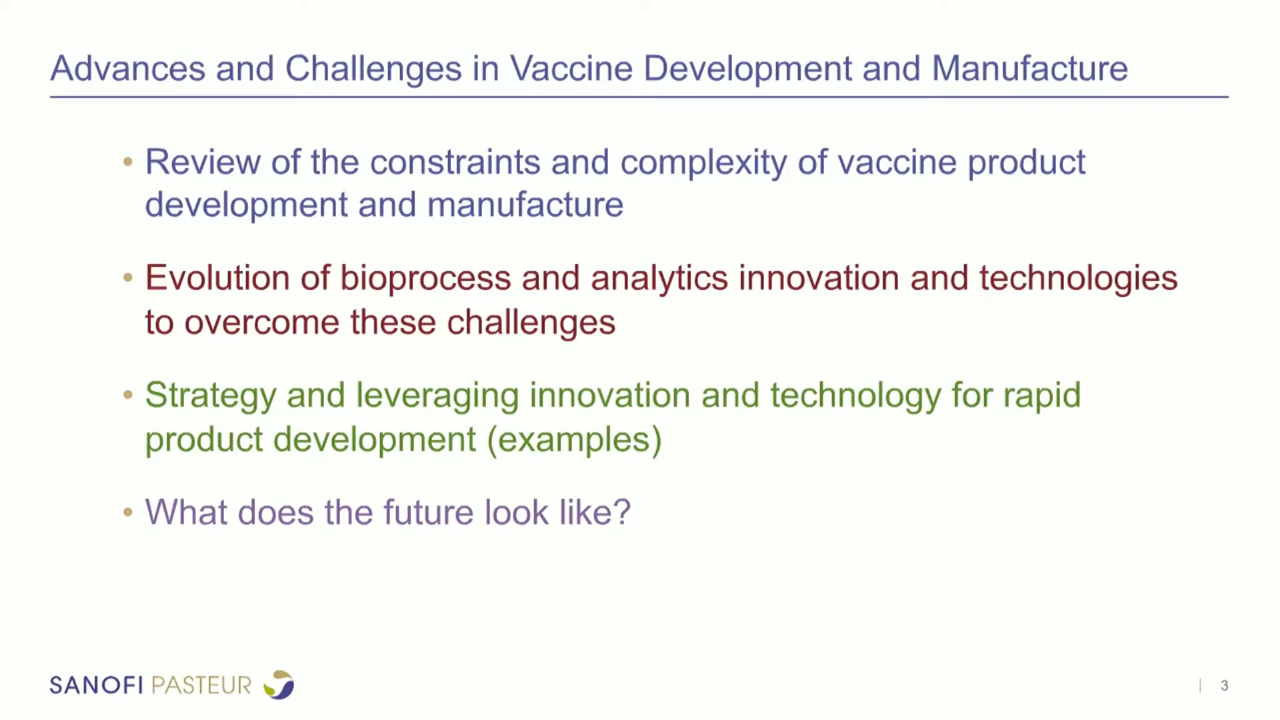 Advances and Challenges in Vaccine Development and Manufacture
• Review of the constraints and complexity of vaccine product
development and manufacture
• Evolution of bioprocess and analytics innovation and technologies
to overcome these challenges
• Strategy and leveraging innovation and technology for rapid
product development (examples)
• What does the future look like?
SANOFI PASTEUR
| 3